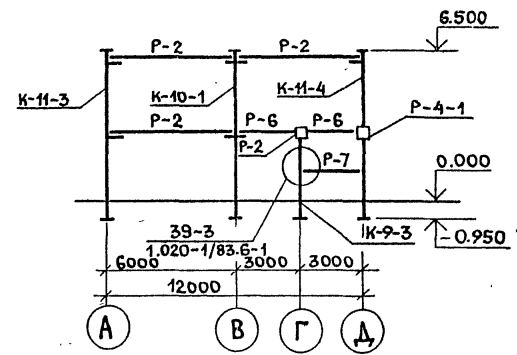 6.500
Р-2
Р-2
К-11-3
К-10-1
К-11-4
Р-2
Р-6
Р-6
Р-4-1
Р-2
Р-7
0.000
39-3
1.020-1/83.6-1
К-9-3
-0.950
6000
3000
3000
12000
А
В
Г
Д